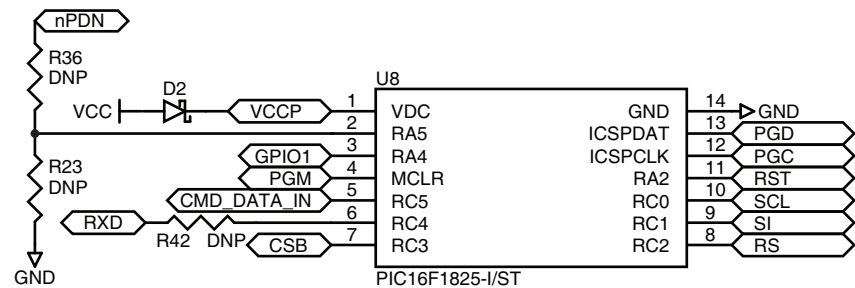 nPDN
R36
DNP
D2
VCC
VCCP
R23
DNP
GPIO1
PGM
CMD_DATA_IN
RXD
R42 DNP
CSB
GND
U8
1 VDC GND 14 GND
2 RA5 ICSPDAT 13 PGD
3 RA4 ICSPCLK 12 PGC
4 MCLR RA2 11 RST
5 RC5 RC0 10 SCL
6 RC4 RC1 9 SI
7 RC3 RC2 8 RS
PIC16F1825-I/ST